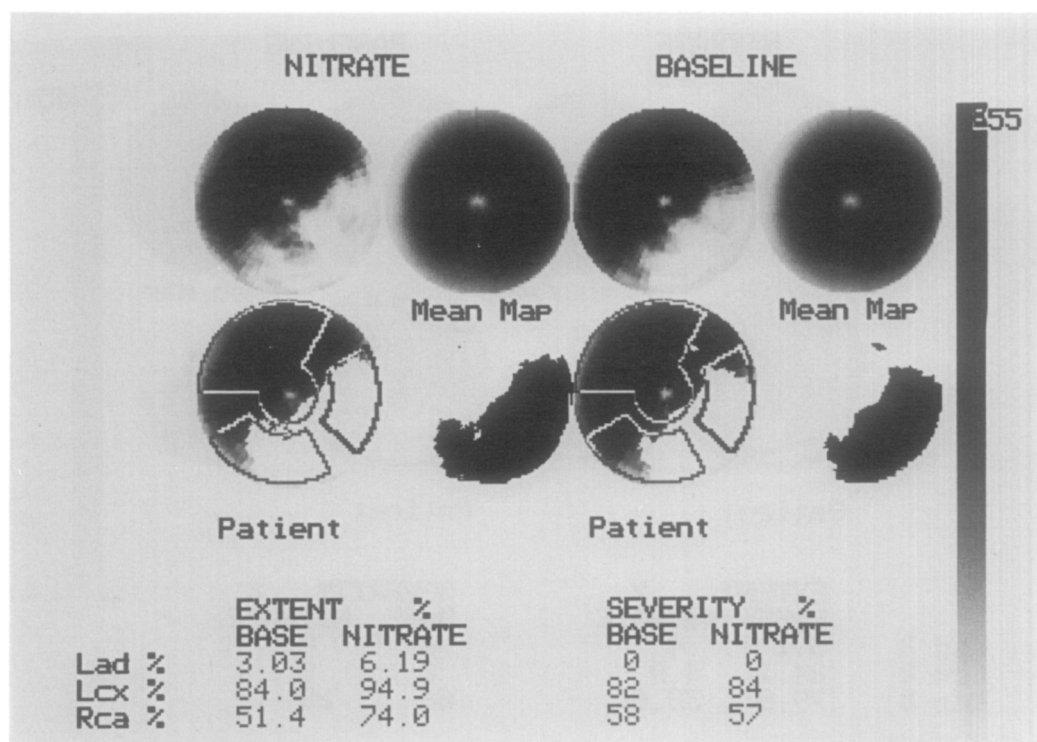 NITRATE BASELINE
255
Mean Map Mean Map
Patient Patient
EXTENT % SEVERITY %
BASE NITRATE BASE NITRATE
Lad % 3.03 6.19 0 0
Lcx % 84.0 94.9 82 84
Rca % 51.4 74.0 58 57